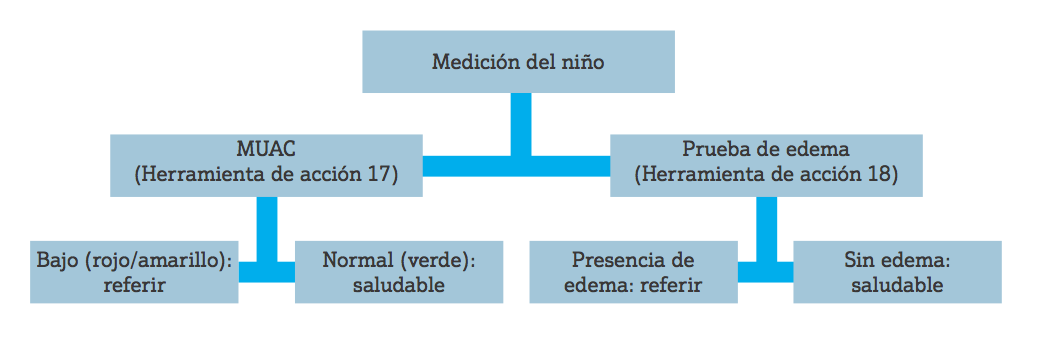 Medición del niño
MUAC
(Herramienta de acción 17)
Prueba de edema
(Herramienta de acción 18)
Bajo (rojo/amarillo):
referir
Normal (verde):
saludable
Presencia de
edema: referir
Sin edema:
saludable